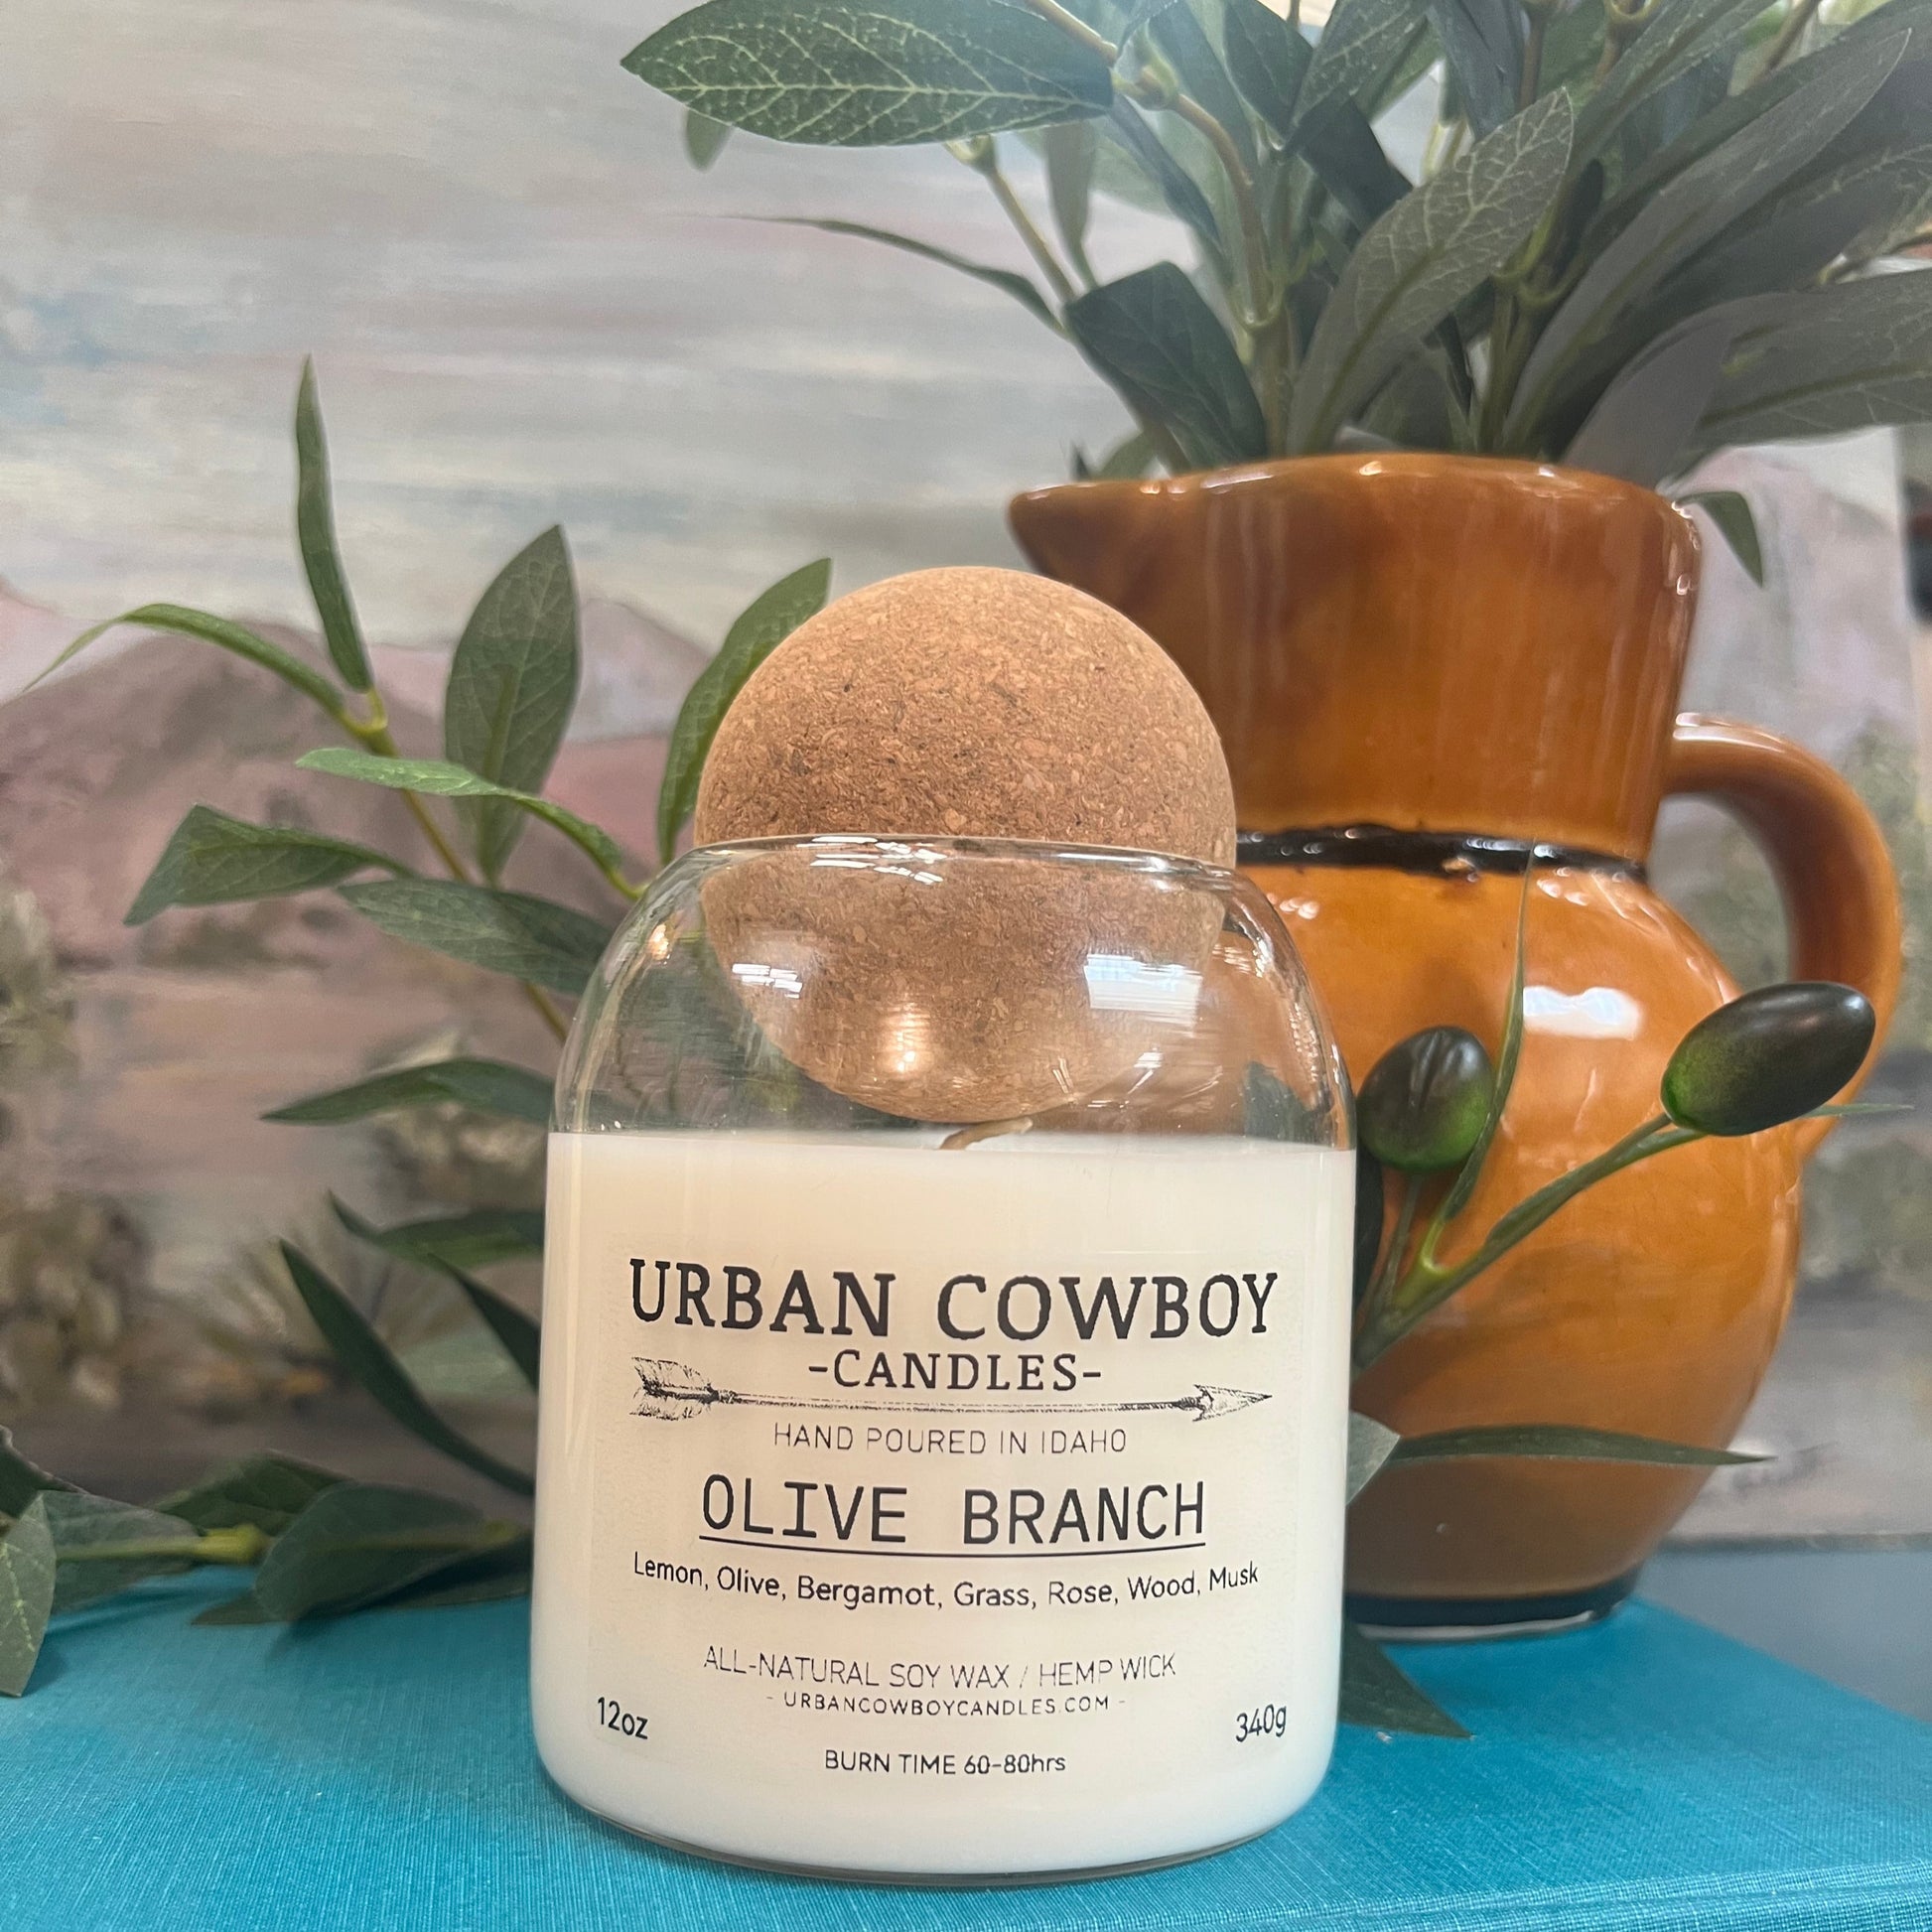 URBAN COWBOY
-CANDLES-
HAND POURED IN IDAHO
OLIVE BRANCH
Lemon, Olive, Bergamot, Grass, Rose, Wood, Musk
ALL-NATURAL SOY WAX / HEMP WICK
- URBANCOWBOYCANDLES.COM -
12oz 340g
BURN TIME 60-80hrs